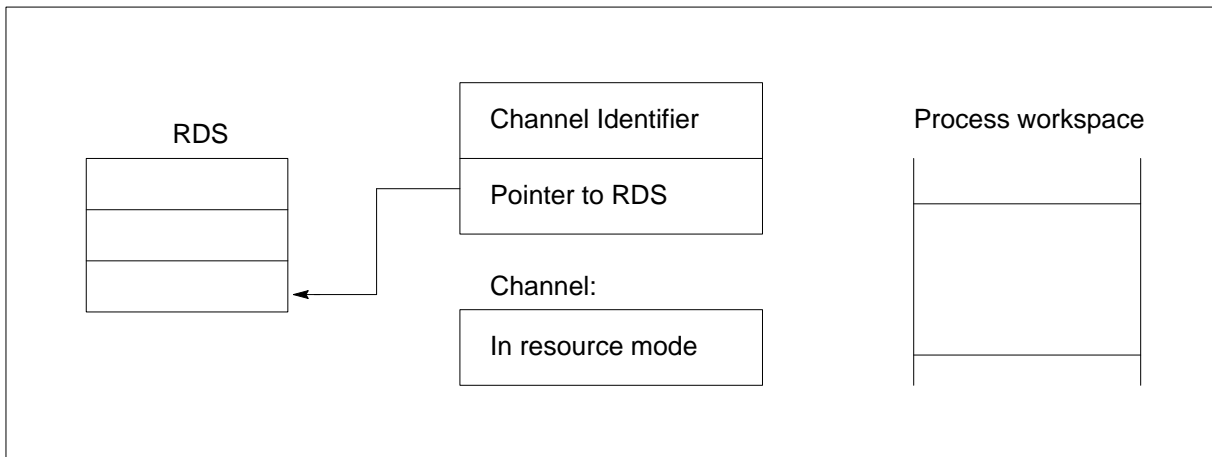 RDS
Channel Identifier
Pointer to RDS
Channel:
In resource mode
Process workspace